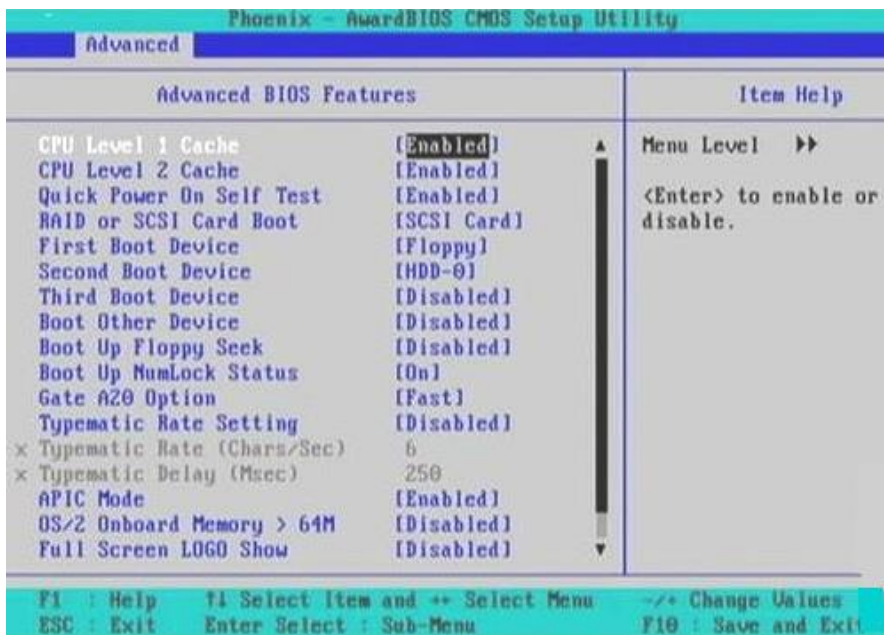 Phoenix - AwardBIOS CMOS Setup Utility
Advanced
Advanced BIOS Features
Item Help
CPU Level 1 Cache [Enabled]
CPU Level 2 Cache [Enabled]
Quick Power On Self Test [Enabled]
RAID or SCSI Card Boot [SCSI Card]
First Boot Device [Floppy]
Second Boot Device [HDD-0]
Third Boot Device [Disabled]
Boot Other Device [Disabled]
Boot Up Floppy Seek [Disabled]
Boot Up NumLock Status [On]
Gate A20 Option [Fast]
Typematic Rate Setting [Disabled]
x Typematic Rate (Chars/Sec) 6
x Typematic Delay (Msec) 250
APIC Mode [Enabled]
OS/2 Onboard Memory > 64M [Disabled]
Full Screen LOGO Show [Disabled]
Menu Level ▸▸
<Enter> to enable or
disable.
F1 : Help ↑↓ Select Item and ↔ Select Menu -/+ Change Values
ESC : Exit Enter Select : Sub-Menu F10 : Save and Exit